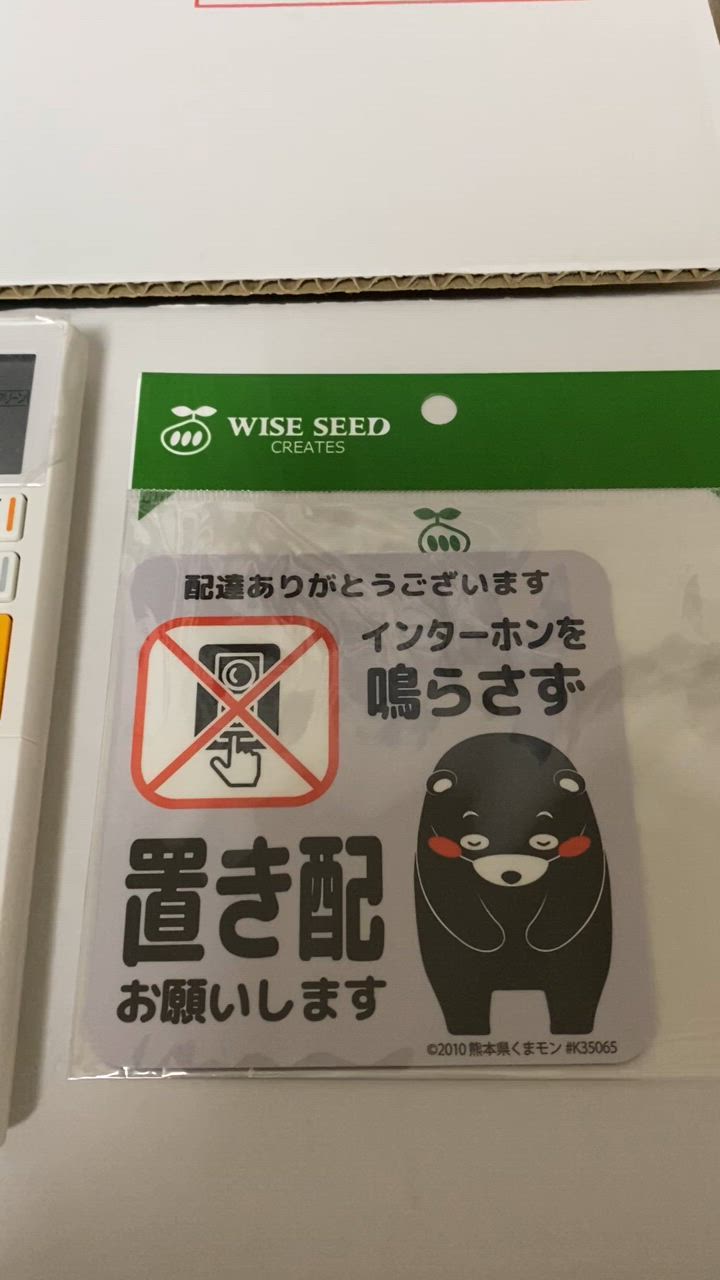 WISE SEED
CREATES
配達ありがとうございます
インターホンを
鳴らさず
置き配
お願いします
©2010 熊本県くまモン #K35065